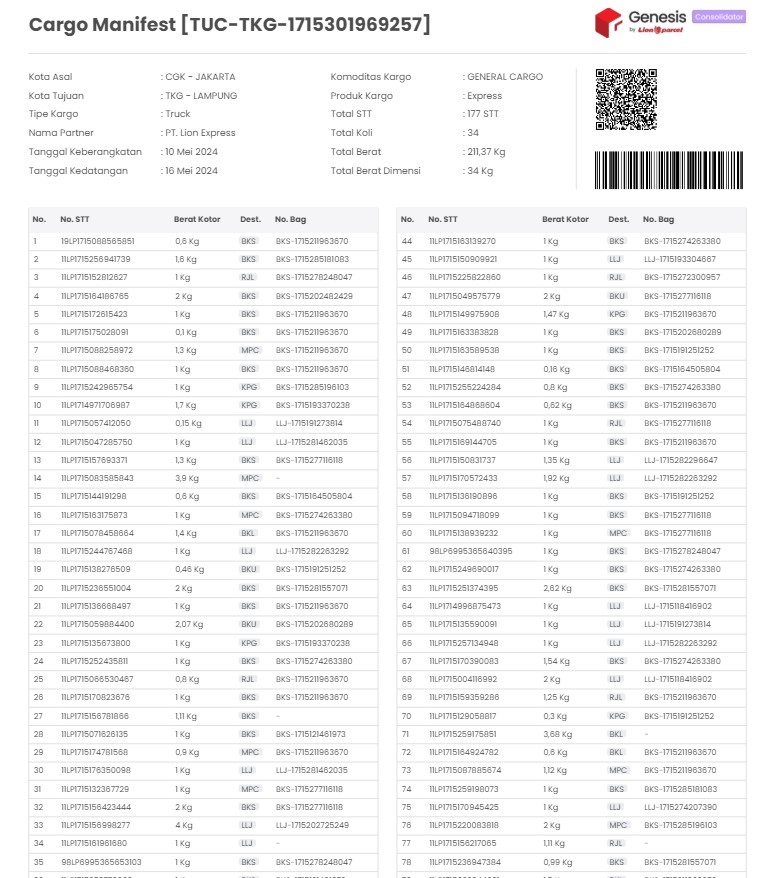 Cargo Manifest [TUC-TKG-1715301969257]
Genesis
by Lion parcel
Consolidator
Kota Asal : CGK - JAKARTA
Kota Tujuan : TKG - LAMPUNG
Tipe Kargo : Truck
Nama Partner : PT. Lion Express
Tanggal Keberangkatan : 10 Mei 2024
Tanggal Kedatangan : 16 Mei 2024
Komoditas Kargo : GENERAL CARGO
Produk Kargo : Express
Total STT : 177 STT
Total Koli : 34
Total Berat : 211,37 Kg
Total Berat Dimensi : 34 Kg
No. No. STT Berat Kotor Dest. No. Bag
1 19LP1715088565851 0,6 Kg BKS BKS-1715211963670
2 11LP1715256941739 1,6 Kg BKS BKS-1715285181083
3 11LP1715152812627 1 Kg RJL BKS-1715278248047
4 11LP1715164186765 2 Kg BKS BKS-1715202482429
5 11LP1715172615423 1 Kg BKS BKS-1715211963670
6 11LP1715175028091 0,1 Kg BKS BKS-1715211963670
7 11LP1715088258972 1,3 Kg MPC BKS-1715211963670
8 11LP1715088468360 1 Kg BKS BKS-1715211963670
9 11LP1715242965754 1 Kg KPG BKS-1715285196103
10 11LP1714971706987 1,7 Kg KPG BKS-1715193370238
11 11LP1715057412050 0,15 Kg LLJ LLJ-1715191273814
12 11LP1715047285750 1 Kg LLJ LLJ-1715281462035
13 11LP1715157693371 1,3 Kg BKS BKS-1715277116118
14 11LP1715083585843 3,9 Kg MPC -
15 11LP1715144191298 0,6 Kg BKS BKS-1715164505804
16 11LP1715163175873 1 Kg MPC BKS-1715274263380
17 11LP1715078458664 1,4 Kg BKL BKS-1715211963670
18 11LP1715244767468 1 Kg LLJ LLJ-1715282263292
19 11LP1715138276509 0,46 Kg BKU BKS-1715191251252
20 11LP1715236551004 2 Kg BKS BKS-1715281557071
21 11LP1715136668497 1 Kg BKS BKS-1715211963670
22 11LP1715059884400 2,07 Kg BKU BKS-1715202680289
23 11LP1715135673800 1 Kg KPG BKS-1715193370238
24 11LP1715252435811 1 Kg BKS BKS-1715274263380
25 11LP1715066530467 0,8 Kg RJL BKS-1715211963670
26 11LP1715170823676 1 Kg BKS BKS-1715211963670
27 11LP1715156781866 1,11 Kg BKS -
28 11LP1715071626135 1 Kg BKS BKS-1715121461973
29 11LP1715174781568 0,9 Kg MPC BKS-1715211963670
30 11LP1715176350098 1 Kg LLJ LLJ-1715281462035
31 11LP1715132367729 1 Kg MPC BKS-1715277116118
32 11LP1715156423444 2 Kg BKS BKS-1715277116118
33 11LP1715156998277 4 Kg LLJ LLJ-1715202725249
34 11LP1715161961680 1 Kg LLJ -
35 98LP6995365653103 1 Kg BKS BKS-1715278248047
No. No. STT Berat Kotor Dest. No. Bag
44 11LP1715163139270 1 Kg BKS BKS-1715274263380
45 11LP1715150909921 1 Kg LLJ LLJ-1715193304667
46 11LP1715225822860 1 Kg RJL BKS-1715272300957
47 11LP1715049575779 2 Kg BKU BKS-1715277116118
48 11LP1715149975908 1,47 Kg KPG BKS-1715211963670
49 11LP1715163383828 1 Kg BKS BKS-1715202680289
50 11LP1715163589538 1 Kg BKS BKS-1715191251252
51 11LP1715146814148 0,16 Kg BKS BKS-1715164505804
52 11LP1715255224284 0,8 Kg BKS BKS-1715274263380
53 11LP1715164868604 0,62 Kg BKS BKS-1715211963670
54 11LP1715075488740 1 Kg RJL BKS-1715277116118
55 11LP1715169144705 1 Kg BKS BKS-1715211963670
56 11LP1715150831737 1,35 Kg LLJ LLJ-1715282296647
57 11LP1715170572433 1,92 Kg LLJ LLJ-1715282263292
58 11LP1715136190896 1 Kg BKS BKS-1715191251252
59 11LP1715094718099 1 Kg BKS BKS-1715277116118
60 11LP1715138939232 1 Kg MPC BKS-1715277116118
61 98LP6995365640395 1 Kg BKS BKS-1715278248047
62 11LP1715249690017 1 Kg BKS BKS-1715274263380
63 11LP1715251374395 2,62 Kg BKS BKS-1715281557071
64 11LP1714996875473 1 Kg LLJ LLJ-1715118416902
65 11LP1715135590091 1 Kg LLJ LLJ-1715191273814
66 11LP1715257134948 1 Kg LLJ LLJ-1715282263292
67 11LP1715170390083 1,54 Kg BKS BKS-1715274263380
68 11LP1715004116992 2 Kg LLJ LLJ-1715118416902
69 11LP1715159359286 1,25 Kg RJL BKS-1715211963670
70 11LP1715129058817 0,3 Kg KPG BKS-1715191251252
71 11LP1715259175851 3,68 Kg BKL -
72 11LP1715164924782 0,6 Kg BKL BKS-1715211963670
73 11LP1715087885674 1,12 Kg MPC BKS-1715211963670
74 11LP1715259198073 1 Kg BKS BKS-1715285181083
75 11LP1715170945425 1 Kg LLJ LLJ-1715274207390
76 11LP1715220083818 2 Kg MPC BKS-1715285196103
77 11LP1715156217065 1,11 Kg RJL -
78 11LP1715236947384 0,99 Kg BKS BKS-1715281557071